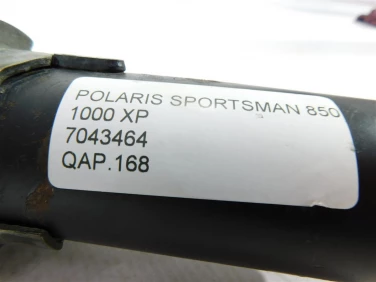 POLARIS SPORTSMAN 850
1000 XP
7043464
QAP.168